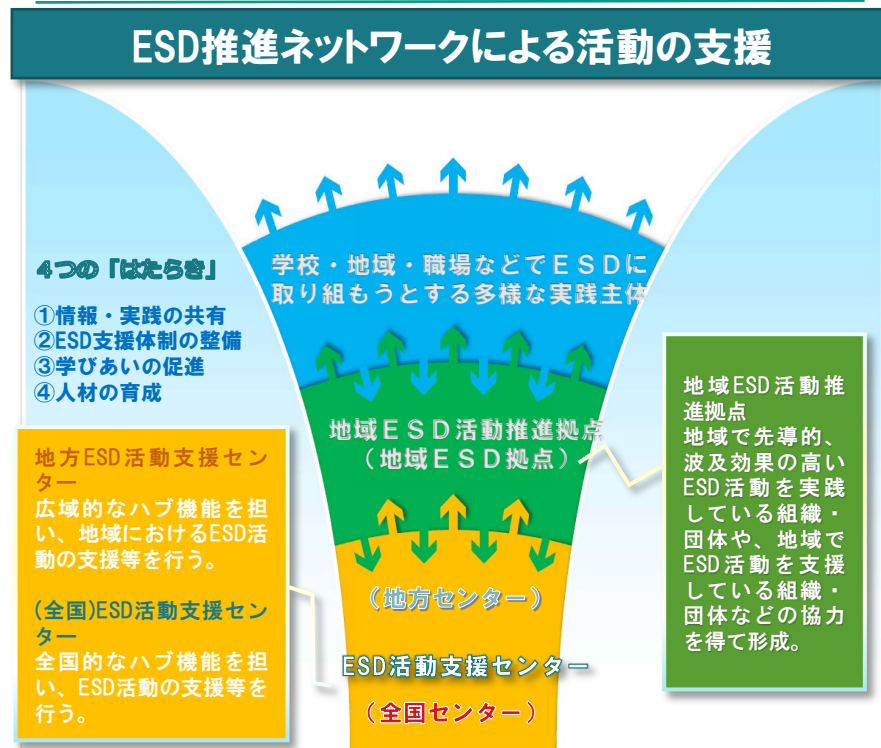 ESD推進ネットワークによる活動の支援
４つの「はたらき」
①情報・実践の共有
②ESD支援体制の整備
③学びあいの促進
④人材の育成
学校・地域・職場などでＥＳＤに
取り組もうとする多様な実践主体
地域ＥＳＤ活動推進拠点
（地域ＥＳＤ拠点）
（地方センター）
ESD活動支援センター
（全国センター）
地方ESD活動支援セン
ター
広域的なハブ機能を担
い、地域におけるESD活
動の支援等を行う。
(全国)ESD活動支援セン
ター
全国的なハブ機能を担
い、ESD活動の支援等を
行う。
地域ESD活動推
進拠点
地域で先導的、
波及効果の高い
ESD活動を実践
している組織・
団体や、地域で
ESD活動を支援
している組織・
団体などの協力
を得て形成。